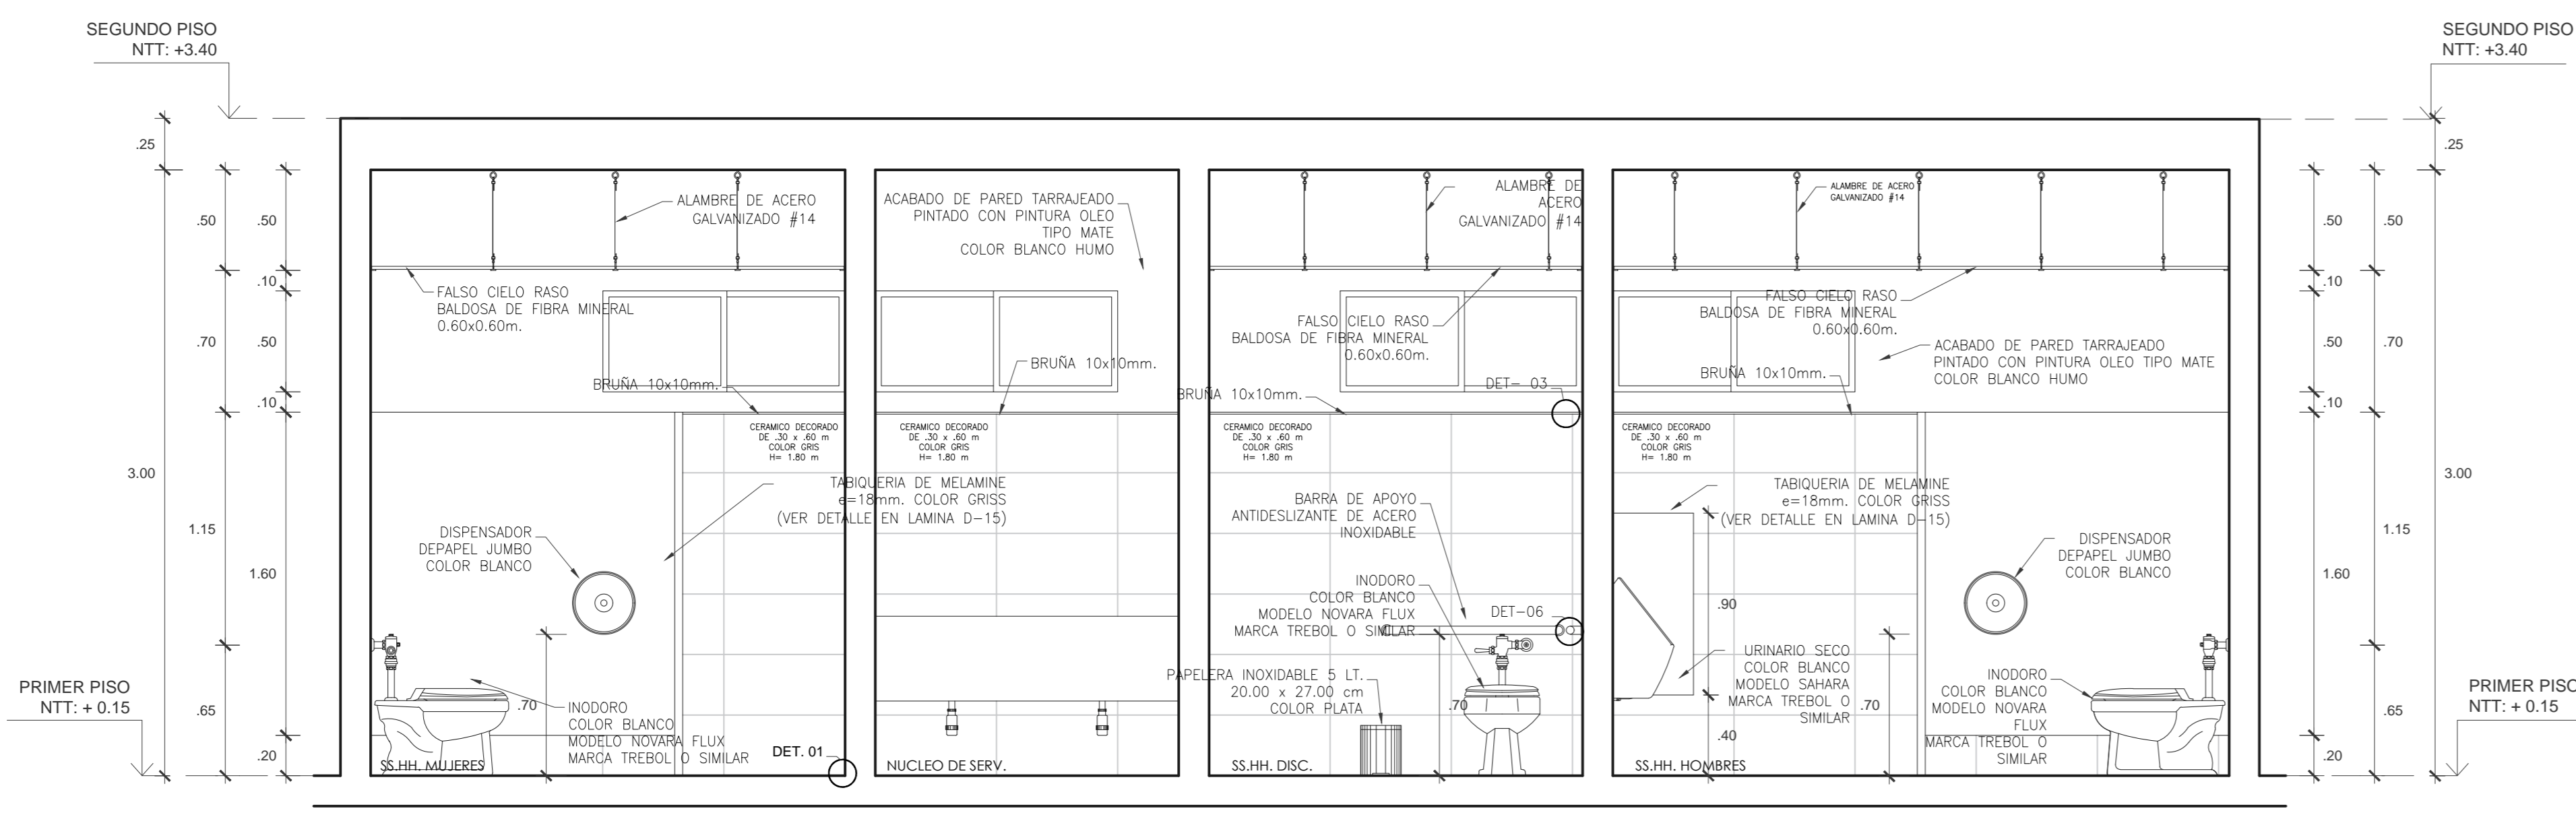 SEGUNDO PISO
NTT: +3.40
SEGUNDO PISO
NTT: +3.40
.25
.50
.50
.10
.70
.50
.10
3.00
1.15
1.60
.65
.20
PRIMER PISO
NTT: + 0.15
ALAMBRE DE ACERO
GALVANIZADO #14
FALSO CIELO RASO
BALDOSA DE FIBRA MINERAL
0.60x0.60m.
BRUÑA 10x10mm.
CERAMICO DECORADO
DE .30 x .60 m
COLOR GRIS
H= 1.80 m
TABIQUERIA DE MELAMINE
e=18mm. COLOR GRISS
(VER DETALLE EN LAMINA D-15)
DISPENSADOR
DEPAPEL JUMBO
COLOR BLANCO
.70
INODORO
COLOR BLANCO
MODELO NOVARA FLUX
MARCA TREBOL O SIMILAR
DET. 01
SS.HH. MUJERES
ACABADO DE PARED TARRAJEADO
PINTADO CON PINTURA OLEO
TIPO MATE
COLOR BLANCO HUMO
BRUÑA 10x10mm.
CERAMICO DECORADO
DE .30 x .60 m
COLOR GRIS
H= 1.80 m
NUCLEO DE SERV.
ALAMBRE DE
ACERO
GALVANIZADO #14
FALSO CIELO RASO
BALDOSA DE FIBRA MINERAL
0.60x0.60m.
DET- 03
BRUÑA 10x10mm.
CERAMICO DECORADO
DE .30 x .60 m
COLOR GRIS
H= 1.80 m
BARRA DE APOYO
ANTIDESLIZANTE DE ACERO
INOXIDABLE
INODORO
COLOR BLANCO
MODELO NOVARA FLUX
MARCA TREBOL O SIMILAR
DET-06
PAPELERA INOXIDABLE 5 LT.
20.00 x 27.00 cm
COLOR PLATA
.70
SS.HH. DISC.
ALAMBRE DE ACERO
GALVANIZADO #14
FALSO CIELO RASO
BALDOSA DE FIBRA MINERAL
0.60x0.60m.
ACABADO DE PARED TARRAJEADO
PINTADO CON PINTURA OLEO TIPO MATE
COLOR BLANCO HUMO
BRUÑA 10x10mm.
CERAMICO DECORADO
DE .30 x .60 m
COLOR GRIS
H= 1.80 m
TABIQUERIA DE MELAMINE
e=18mm. COLOR GRISS
(VER DETALLE EN LAMINA D-15)
DISPENSADOR
DEPAPEL JUMBO
COLOR BLANCO
.90
URINARIO SECO
COLOR BLANCO
MODELO SAHARA
MARCA TREBOL O
SIMILAR
.40
.70
INODORO
COLOR BLANCO
MODELO NOVARA
FLUX
MARCA TREBOL O
SIMILAR
SS.HH. HOMBRES
.25
.50
.50
.10
.50
.70
.10
3.00
1.15
1.60
.65
.20
PRIMER PISO
NTT: + 0.15